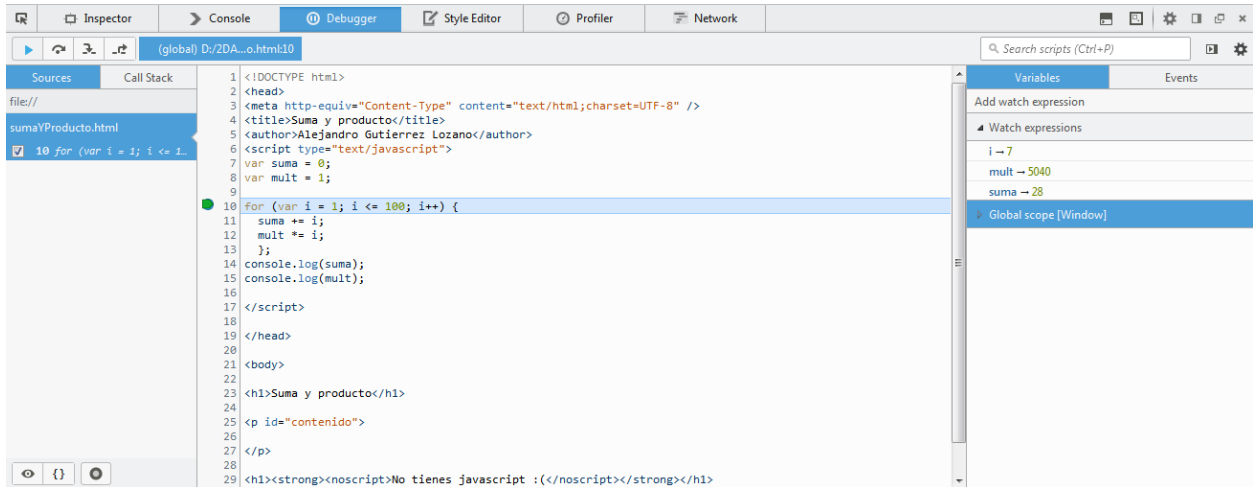 Inspector Console Debugger Style Editor Profiler Network
(global) D:/2DA...o.html:10 Search scripts (Ctrl+P)
Sources Call Stack
file://
sumaYProducto.html
10 for (var i = 1; i <= 1...
1 <!DOCTYPE html>
2 <head>
3 <meta http-equiv="Content-Type" content="text/html;charset=UTF-8" />
4 <title>Suma y producto</title>
5 <author>Alejandro Gutierrez Lozano</author>
6 <script type="text/javascript">
7 var suma = 0;
8 var mult = 1;
9
10 for (var i = 1; i <= 100; i++) {
11 suma += i;
12 mult *= i;
13 };
14 console.log(suma);
15 console.log(mult);
16
17 </script>
18
19 </head>
20
21 <body>
22
23 <h1>Suma y producto</h1>
24
25 <p id="contenido">
26
27 </p>
28
29 <h1><strong><noscript>No tienes javascript :(</noscript></strong></h1>
{}
Variables Events
Add watch expression
Watch expressions
i → 7
mult → 5040
suma → 28
Global scope [Window]